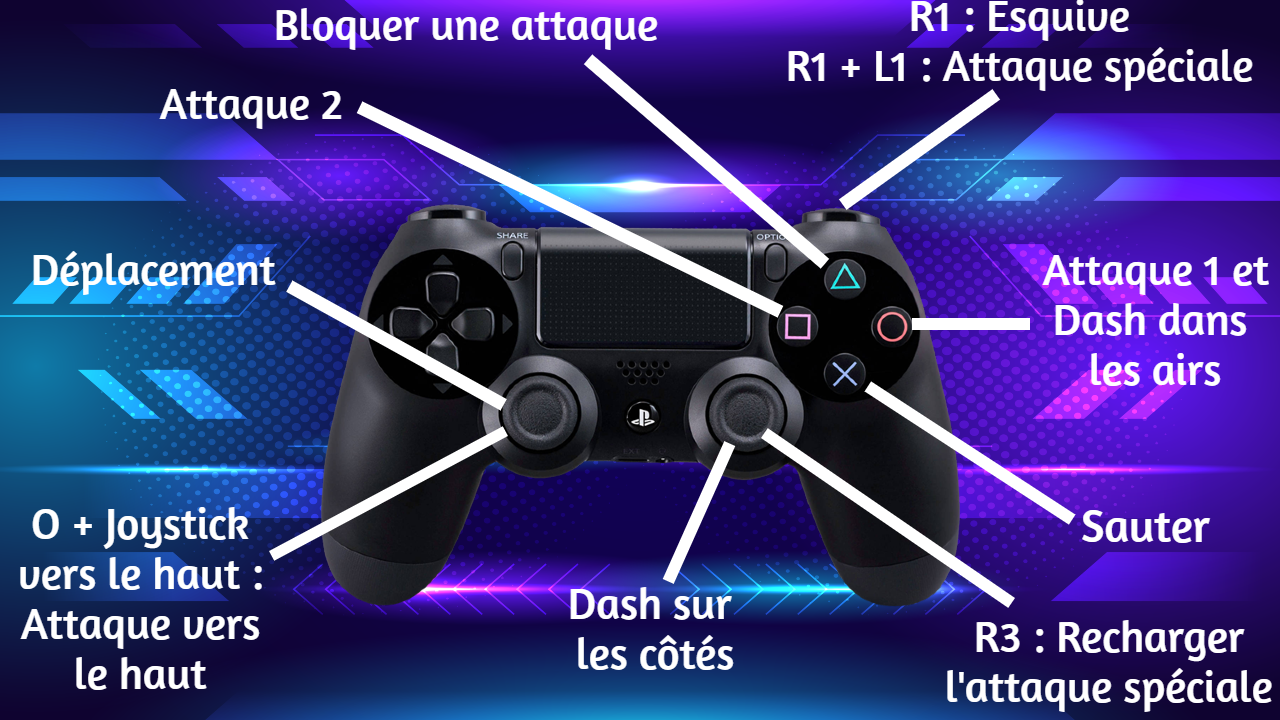 Bloquer une attaque
R1 : Esquive
R1 + L1 : Attaque spéciale
Attaque 2
SHARE
Déplacement
Attaque 1 et
Dash dans
les airs
O + Joystick
vers le haut :
Attaque vers
le haut
Dash sur
les côtés
Sauter
R3 : Recharger
l'attaque spéciale